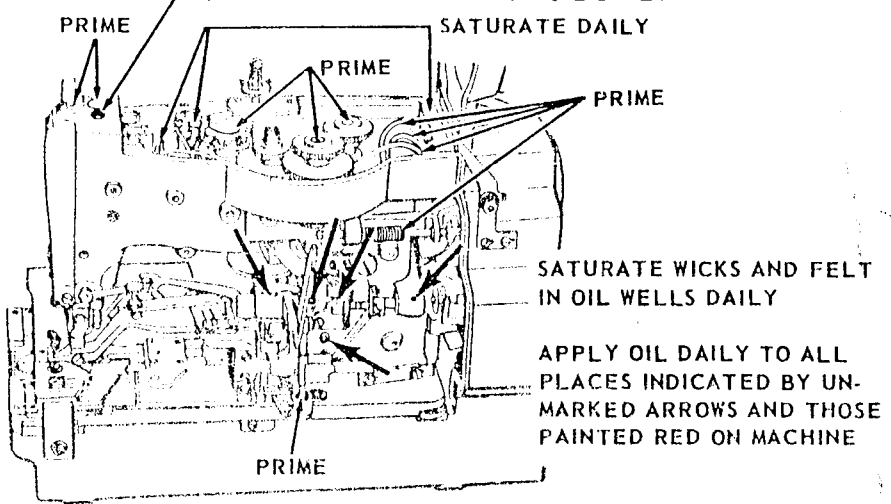 PRIME
SATURATE DAILY
PRIME
PRIME
SATURATE WICKS AND FELT
IN OIL WELLS DAILY
APPLY OIL DAILY TO ALL
PLACES INDICATED BY UN-
MARKED ARROWS AND THOSE
PAINTED RED ON MACHINE
PRIME